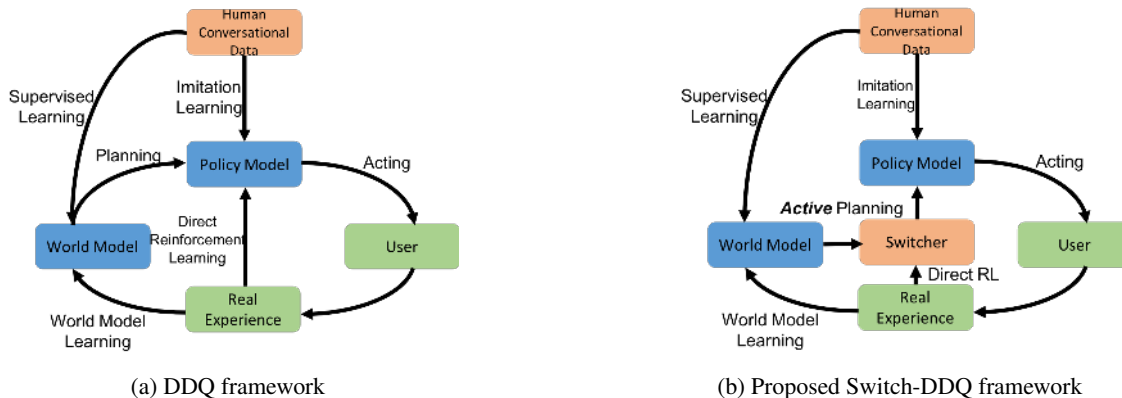 Human
Conversational
Data
Supervised
Learning
Imitation
Learning
Planning
Policy Model
Acting
Direct
Reinforcement
Learning
World Model
User
Real
Experience
World Model
Learning
(a) DDQ framework
Human
Conversational
Data
Supervised
Learning
Imitation
Learning
Policy Model
Acting
Active Planning
World Model
Switcher
User
Direct RL
Real
Experience
World Model
Learning
(b) Proposed Switch-DDQ framework